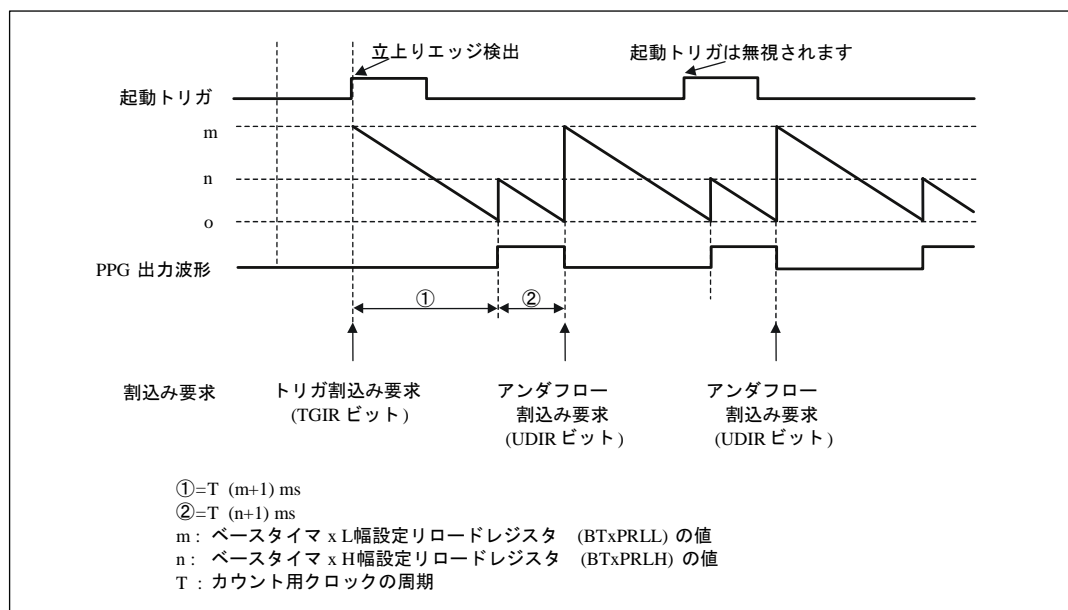 立上りエッジ検出
起動トリガは無視されます
起動トリガ
m
n
o
PPG 出力波形
① ②
割込み要求
トリガ割込み要求
(TGIR ビット)
アンダフロー
割込み要求
(UDIR ビット)
アンダフロー
割込み要求
(UDIR ビット)
①=T (m+1) ms
②=T (n+1) ms
m : ベースタイマ x L幅設定リロードレジスタ (BTxPRLL) の値
n : ベースタイマ x H幅設定リロードレジスタ (BTxPRLH) の値
T : カウント用クロックの周期